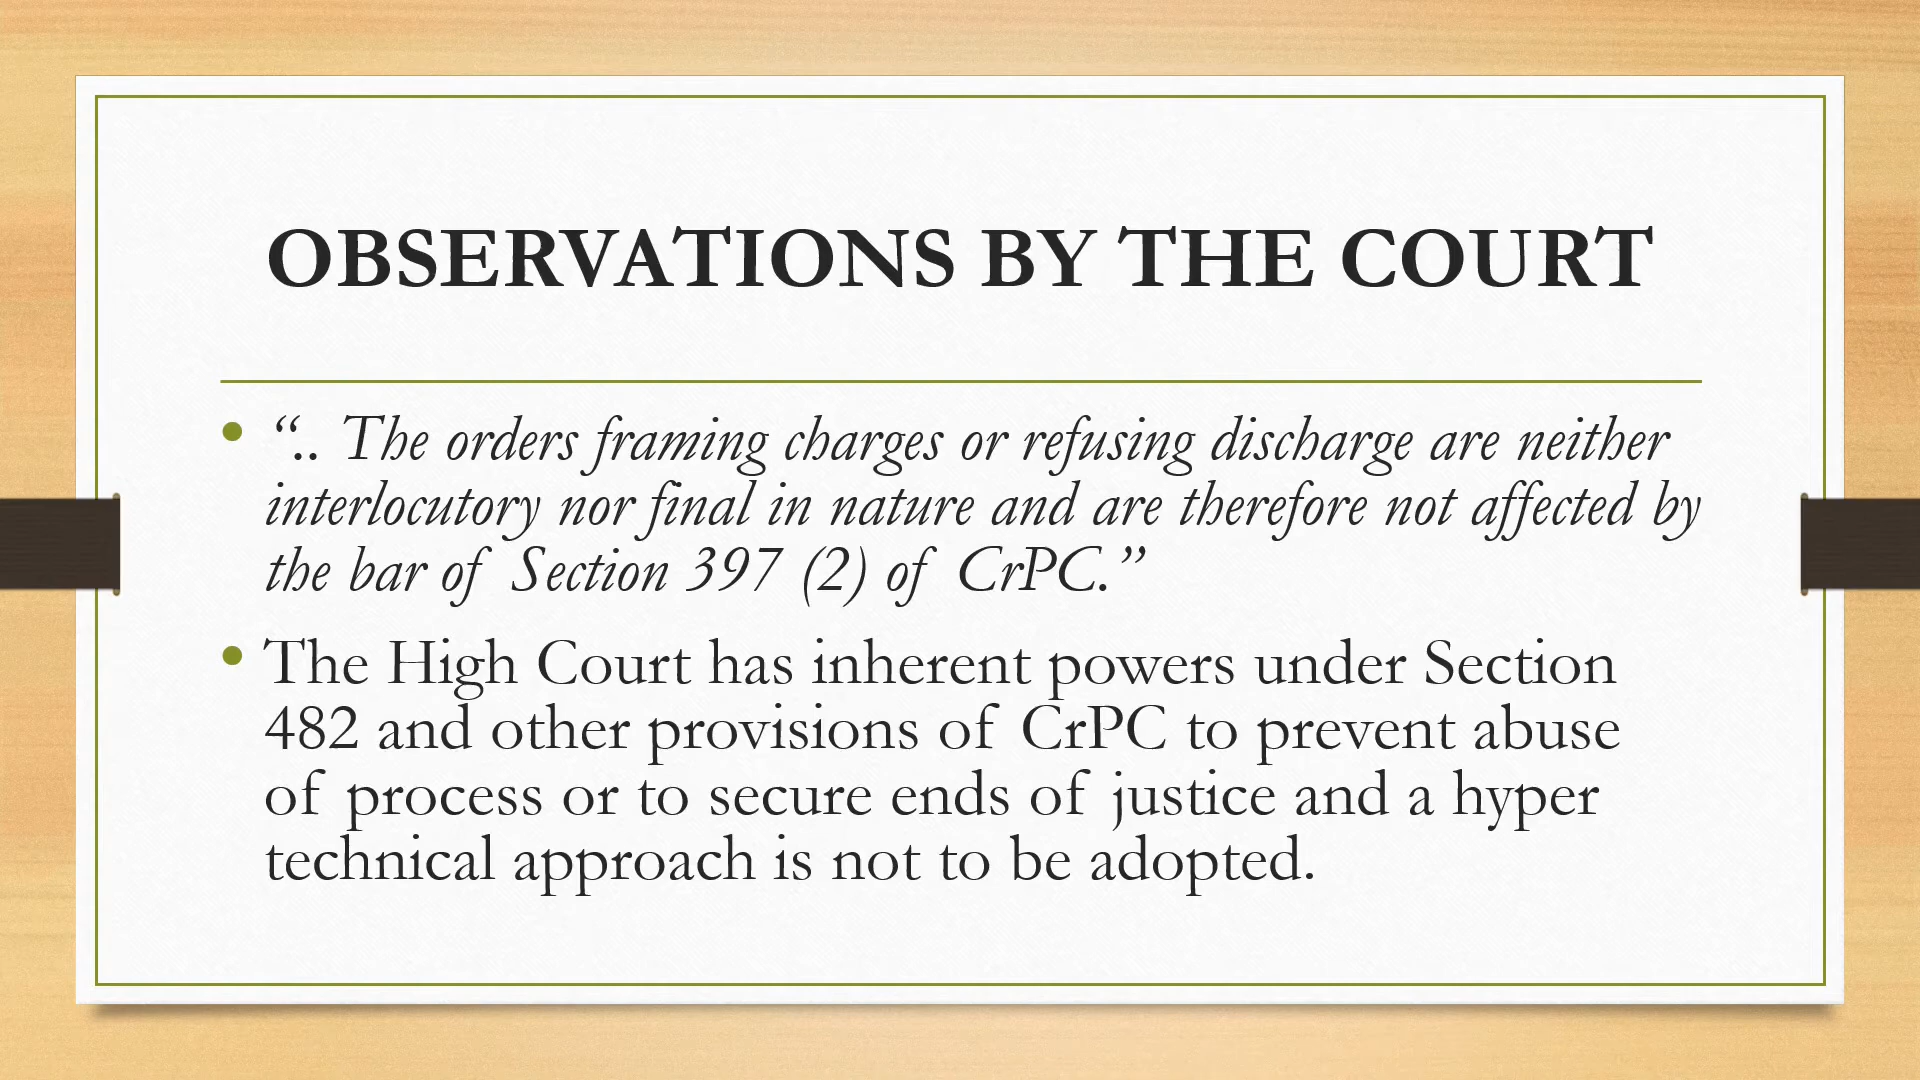 OBSERVATIONS BY THE COURT
• “.. The orders framing charges or refusing discharge are neither
interlocutory nor final in nature and are therefore not affected by
the bar of Section 397 (2) of CrPC.”
• The High Court has inherent powers under Section
482 and other provisions of CrPC to prevent abuse
of process or to secure ends of justice and a hyper
technical approach is not to be adopted.